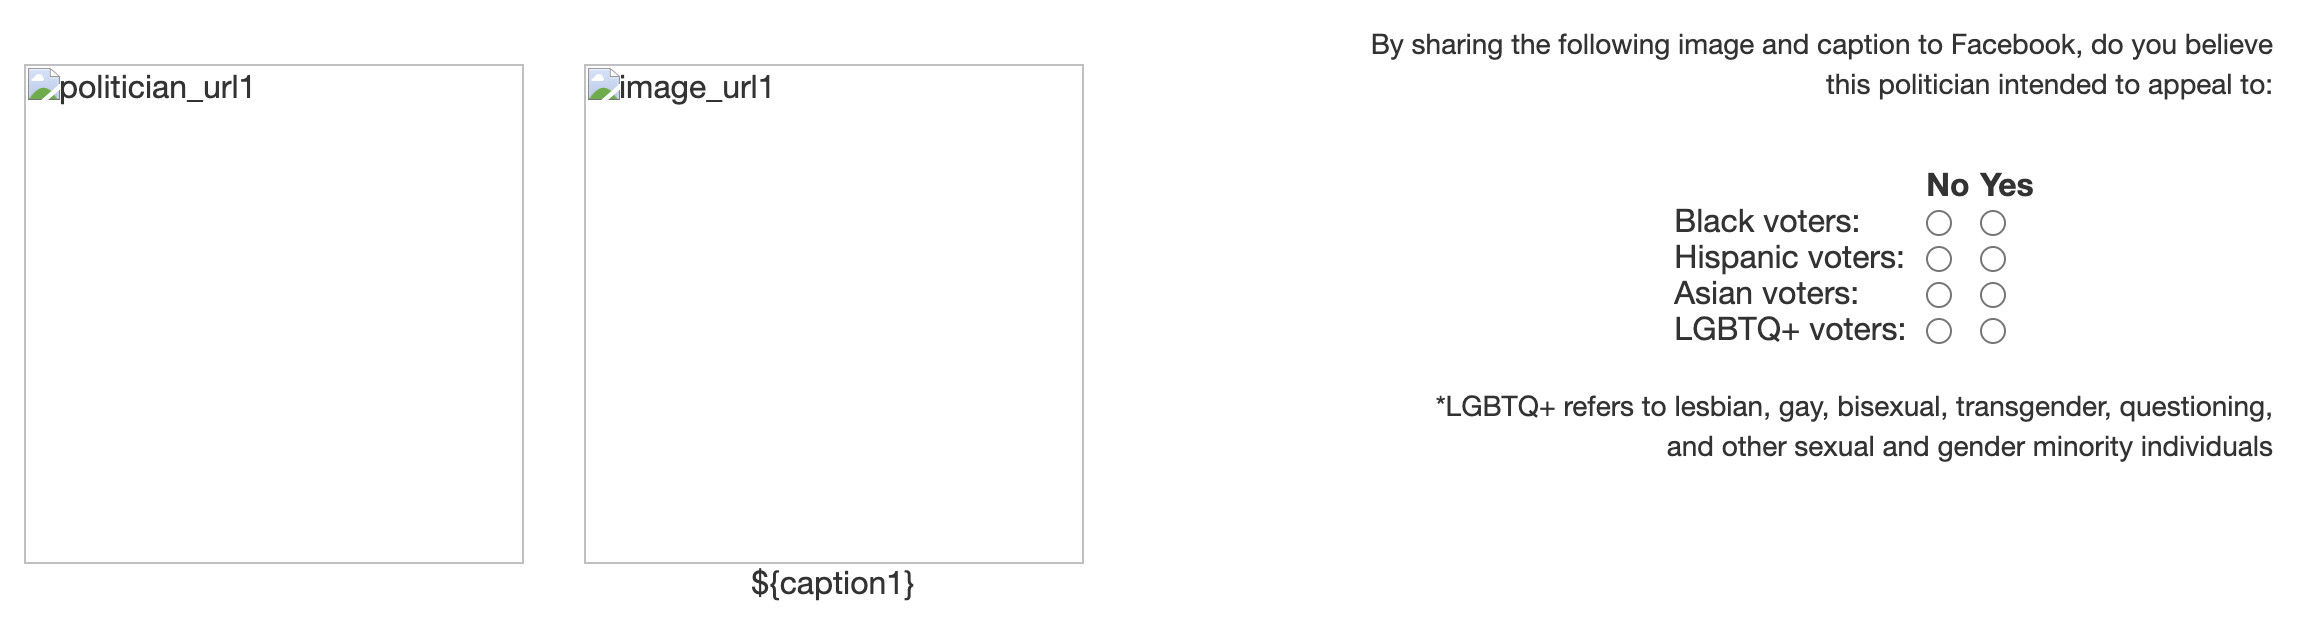 politician_url1
image_url1
${caption1}
By sharing the following image and caption to Facebook, do you believe
this politician intended to appeal to:
No Yes
Black voters:
Hispanic voters:
Asian voters:
LGBTQ+ voters:
*LGBTQ+ refers to lesbian, gay, bisexual, transgender, questioning,
and other sexual and gender minority individuals